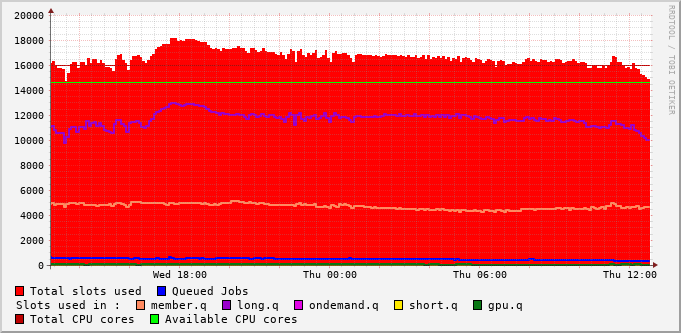 20000
18000
16000
14000
12000
10000
8000
6000
4000
2000
0
Wed 18:00 Thu 00:00 Thu 06:00 Thu 12:00
RRDTOOL / TOBI OETIKER
Total slots used Queued Jobs
Slots used in : member.q long.q ondemand.q short.q gpu.q
Total CPU cores Available CPU cores